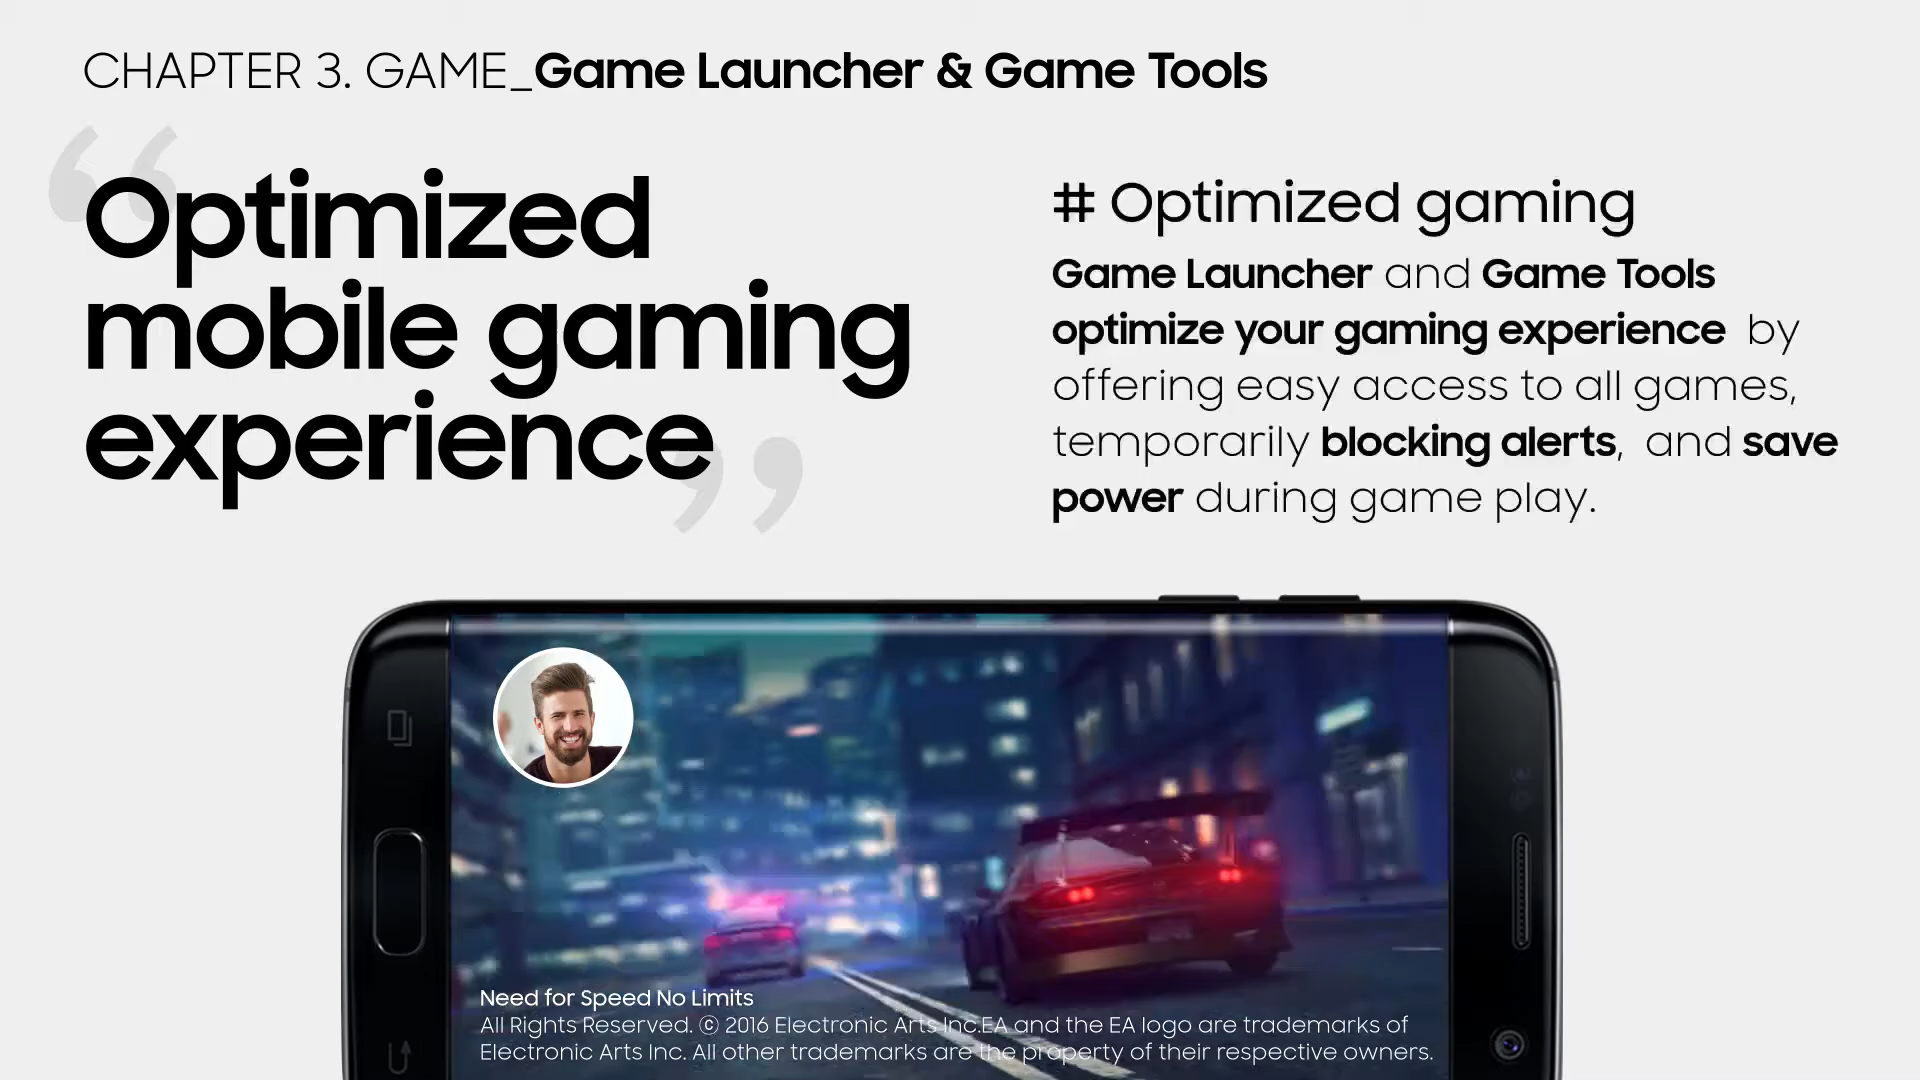 CHAPTER 3. GAME_Game Launcher & Game Tools
“Optimized
mobile gaming
experience”
# Optimized gaming
Game Launcher and Game Tools
optimize your gaming experience by
offering easy access to all games,
temporarily blocking alerts, and save
power during game play.
Need for Speed No Limits
All Rights Reserved. © 2016 Electronic Arts Inc.EA and the EA logo are trademarks of
Electronic Arts Inc. All other trademarks are the property of their respective owners.